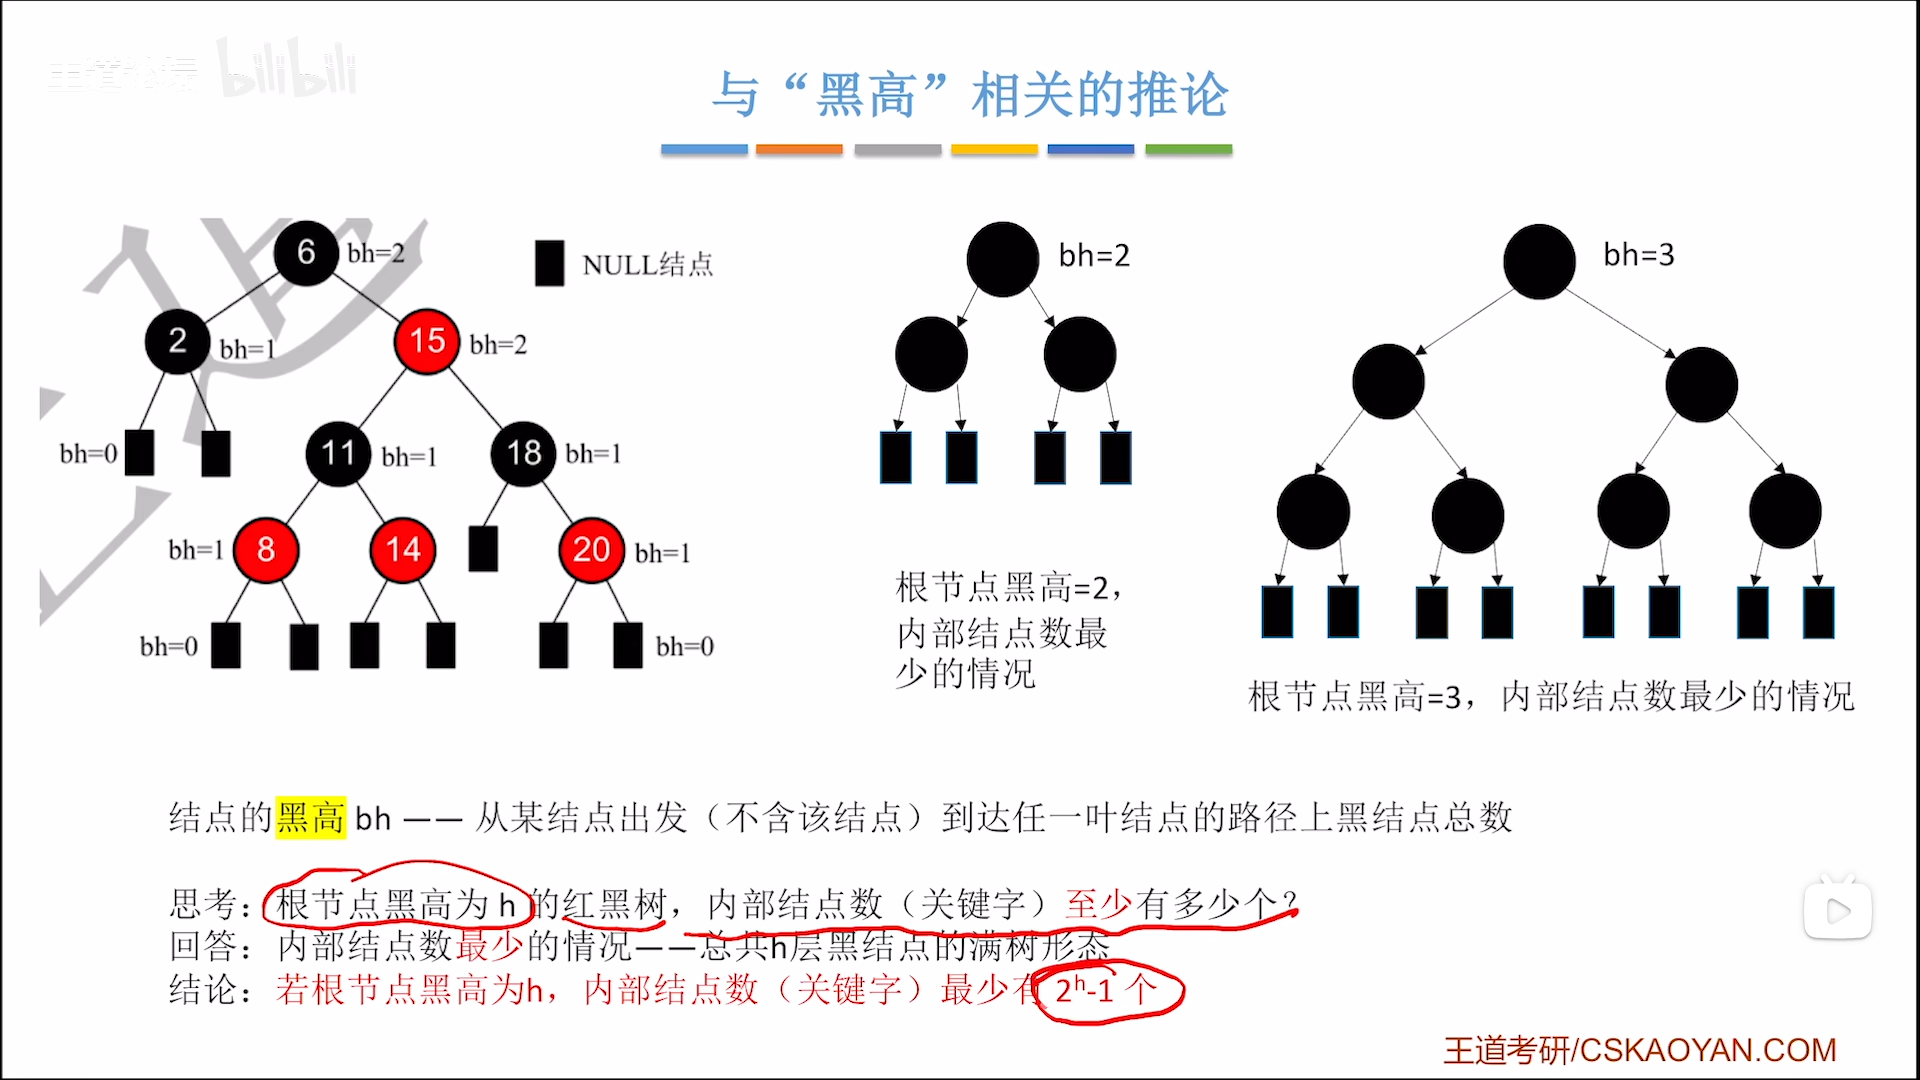 王道论坛 bilibili
与“黑高”相关的推论
6 bh=2
NULL结点
2 bh=1
15 bh=2
bh=0
11 bh=1
18 bh=1
bh=1 8
14
20 bh=1
bh=0
bh=0
bh=2
根节点黑高=2，
内部结点数最
少的情况
bh=3
根节点黑高=3，内部结点数最少的情况
结点的黑高 bh —— 从某结点出发（不含该结点）到达任一叶结点的路径上黑结点总数
思考：根节点黑高为 h 的红黑树，内部结点数（关键字）至少有多少个？
回答：内部结点数最少的情况——总共h层黑结点的满树形态
结论：若根节点黑高为h，内部结点数（关键字）最少有 2ʰ-1 个
王道考研/CSKAOYAN.COM